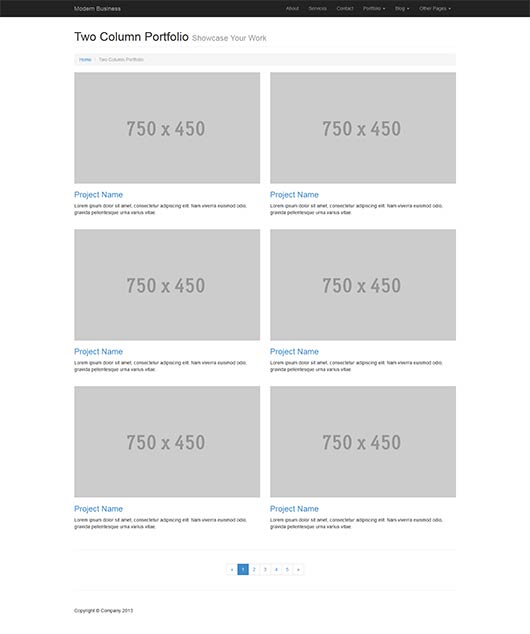 Modern Business About Services Contact Portfolio Blog Other Pages
Two Column Portfolio Showcase Your Work
Home / Two Column Portfolio
750 x 450 750 x 450
Project Name Project Name
Lorem ipsum dolor sit amet, consectetur adipiscing elit. Nam viverra euismod odio, Lorem ipsum dolor sit amet, consectetur adipiscing elit. Nam viverra euismod odio,
gravida pellentesque urna varius vitae. gravida pellentesque urna varius vitae.
750 x 450 750 x 450
Project Name Project Name
Lorem ipsum dolor sit amet, consectetur adipiscing elit. Nam viverra euismod odio, Lorem ipsum dolor sit amet, consectetur adipiscing elit. Nam viverra euismod odio,
gravida pellentesque urna varius vitae. gravida pellentesque urna varius vitae.
750 x 450 750 x 450
Project Name Project Name
Lorem ipsum dolor sit amet, consectetur adipiscing elit. Nam viverra euismod odio, Lorem ipsum dolor sit amet, consectetur adipiscing elit. Nam viverra euismod odio,
gravida pellentesque urna varius vitae. gravida pellentesque urna varius vitae.
« 1 2 3 4 5 »
Copyright © Company 2013